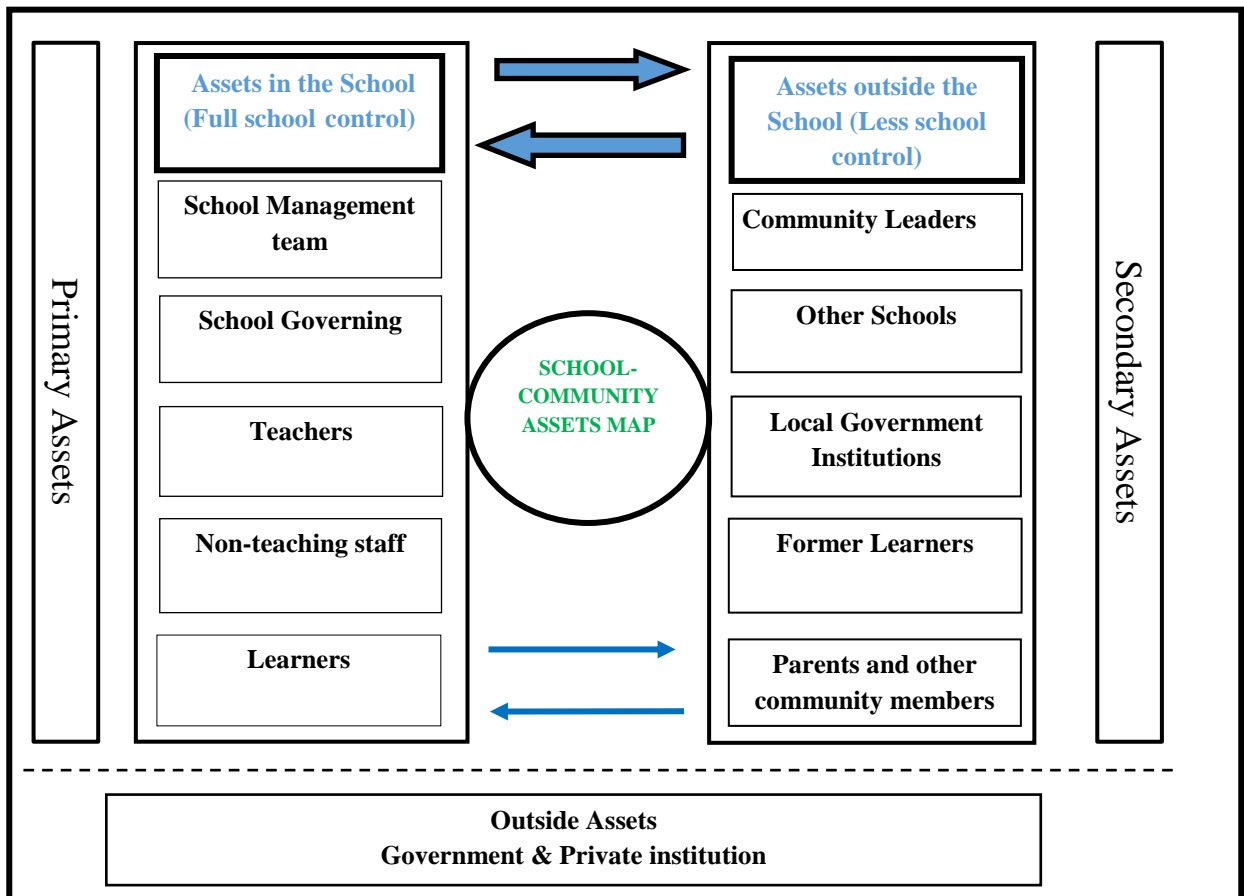 Primary Assets
Assets in the School
(Full school control)
School Management
team
School Governing
Teachers
Non-teaching staff
Learners
SCHOOL-
COMMUNITY
ASSETS MAP
Assets outside the
School (Less school
control)
Community Leaders
Other Schools
Local Government
Institutions
Former Learners
Parents and other
community members
Secondary Assets
Outside Assets
Government & Private institution